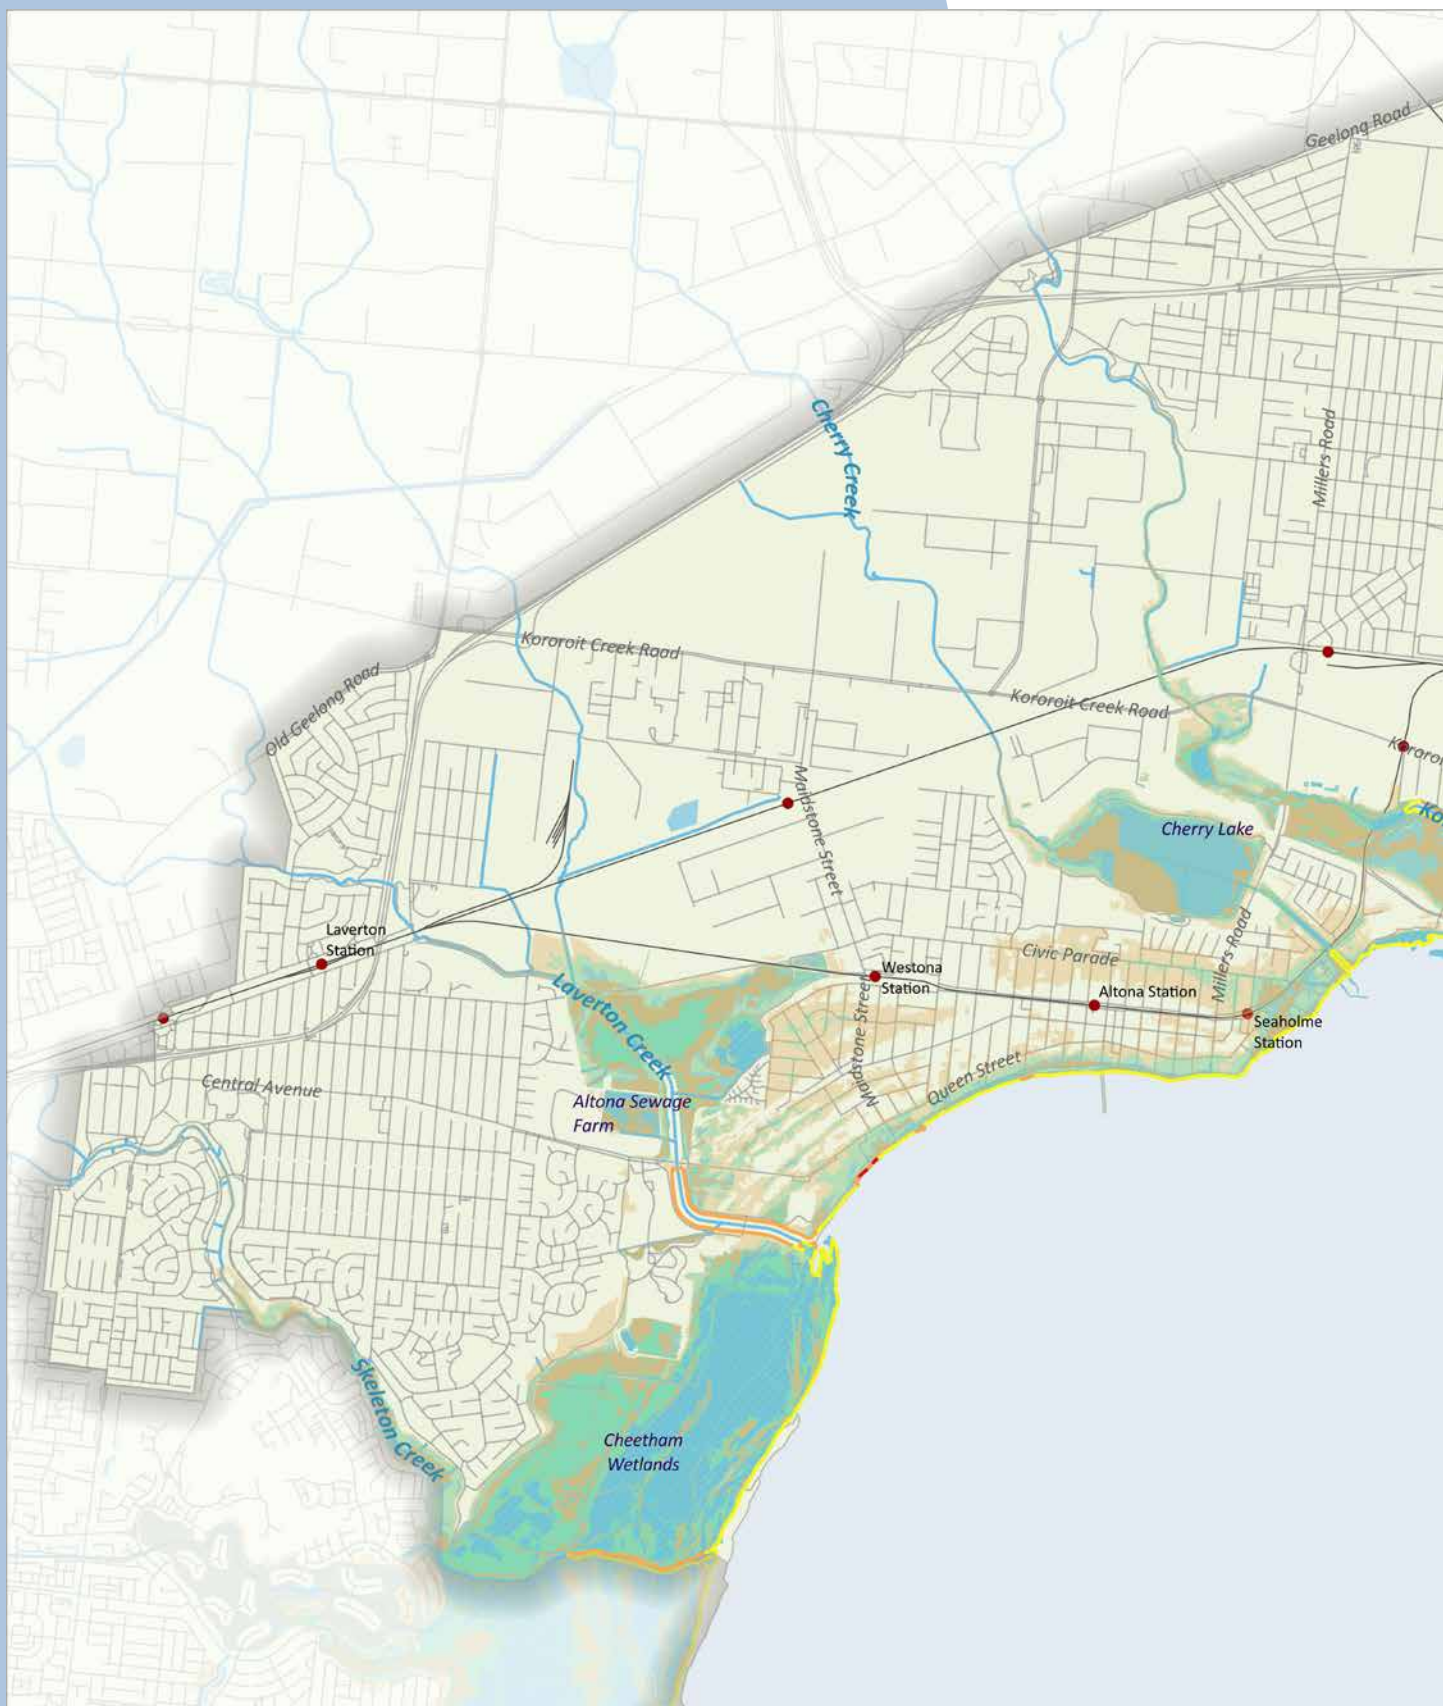 Geelong Road
Cherry Creek
Millers Road
Kororoit Creek Road
Old Geelong Road
Kororoit Creek Road
Maidstone Street
Cherry Lake
Laverton
Station
Civic Parade
Millers Road
Westona
Station
Laverton Creek
Altona Station
Seaholme
Station
Maidstone Street
Queen Street
Central Avenue
Altona Sewage
Farm
Skeleton Creek
Cheetham
Wetlands